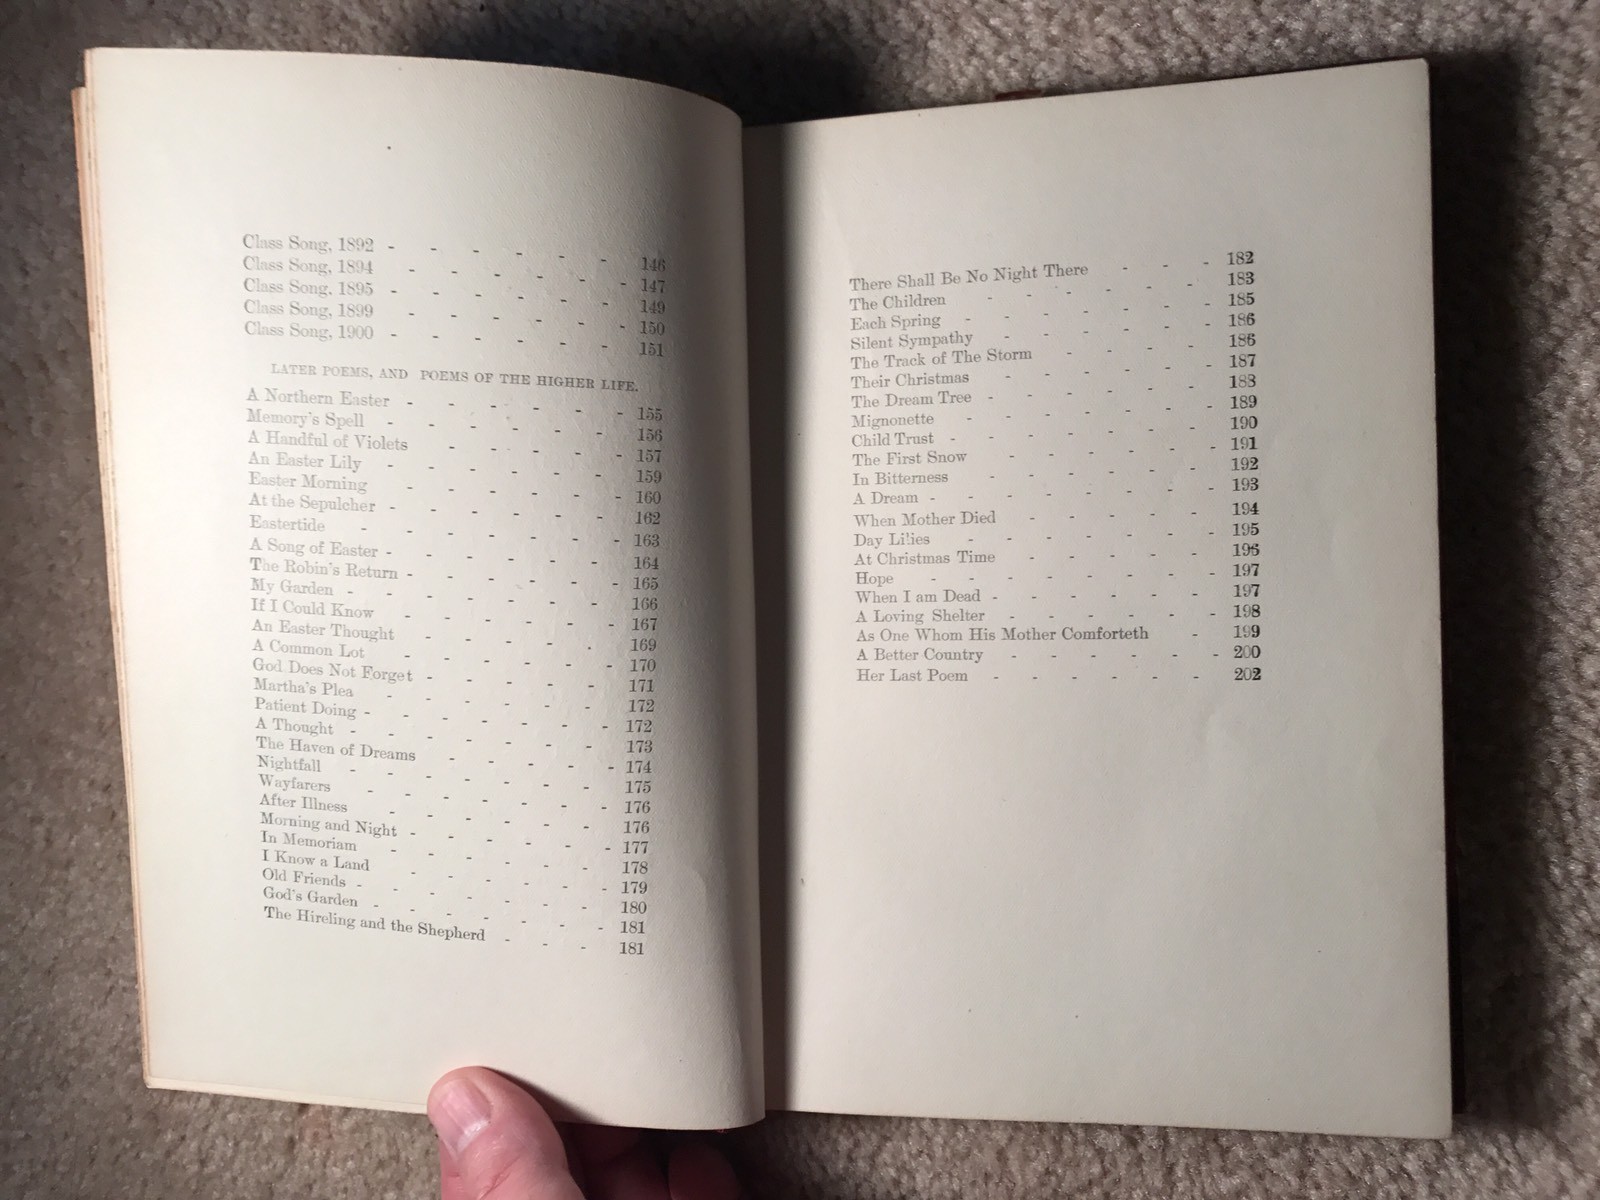 Class Song, 1892 - - - - - - 146
Class Song, 1894 - - - - - - 147
Class Song, 1895 - - - - - - 149
Class Song, 1899 - - - - - - 150
Class Song, 1900 - - - - - - 151
LATER POEMS, AND POEMS OF THE HIGHER LIFE.
A Northern Easter - - - - - - 155
Memory's Spell - - - - - - 156
A Handful of Violets - - - - - 157
An Easter Lily - - - - - - 159
Easter Morning - - - - - - 160
At the Sepulcher - - - - - - 162
Eastertide - - - - - - - 163
A Song of Easter - - - - - - 164
The Robin's Return - - - - - - 165
My Garden - - - - - - - 166
If I Could Know - - - - - - 167
An Easter Thought - - - - - 169
A Common Lot - - - - - - 170
God Does Not Forget - - - - - 171
Martha's Plea - - - - - - 172
Patient Doing - - - - - - - 172
A Thought - - - - - - - 173
The Haven of Dreams - - - - - 174
Nightfall - - - - - - - 175
Wayfarers - - - - - - - 176
After Illness - - - - - - 176
Morning and Night - - - - - - 177
In Memoriam - - - - - - 178
I Know a Land - - - - - - 179
Old Friends - - - - - - - 180
God's Garden - - - - - - - 181
The Hireling and the Shepherd - - - 181
There Shall Be No Night There - - - 182
The Children - - - - - - 183
Each Spring - - - - - - - 185
Silent Sympathy - - - - - 186
The Track of The Storm - - - - 186
Their Christmas - - - - - - 187
The Dream Tree - - - - - - 188
Mignonette - - - - - - - 189
Child Trust - - - - - - - 190
The First Snow - - - - - - 191
In Bitterness - - - - - - 192
A Dream - - - - - - - - 193
When Mother Died - - - - - 194
Day Lilies - - - - - - - 195
At Christmas Time - - - - - 196
Hope - - - - - - - - 197
When I am Dead - - - - - - 197
A Loving Shelter - - - - - - 198
As One Whom His Mother Comforteth - 199
A Better Country - - - - - - 200
Her Last Poem - - - - - - 202